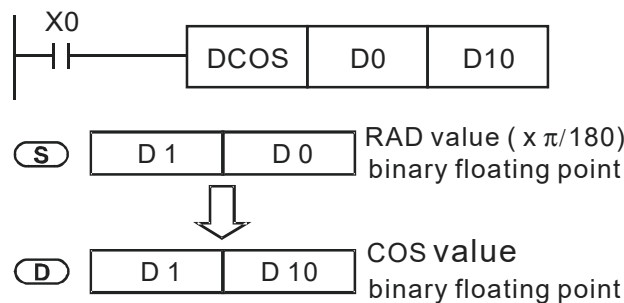 X0
DCOS D0 D10
S D 1 D 0 RAD value ( x π/180)
binary floating point
D D 1 D 10 COS value
binary floating point